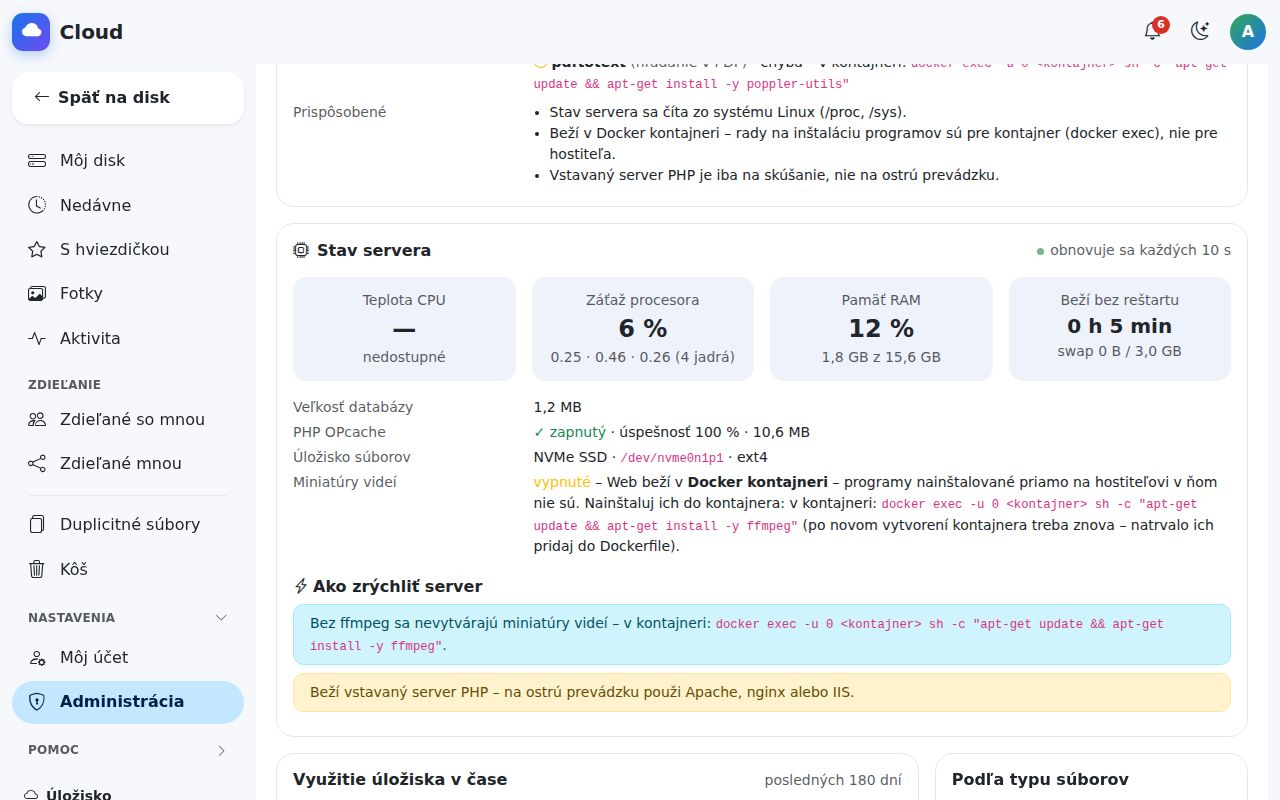 Cloud
6
A
Späť na disk
Môj disk
Nedávne
S hviezdičkou
Fotky
Aktivita
ZDIEĽANIE
Zdieľané so mnou
Zdieľané mnou
Duplicitné súbory
Kôš
NASTAVENIA
Môj účet
Administrácia
POMOC
Úložisko
update && apt-get install -y poppler-utils"
Prispôsobené
• Stav servera sa číta zo systému Linux (/proc, /sys).
• Beží v Docker kontajneri – rady na inštaláciu programov sú pre kontajner (docker exec), nie pre
hostiteľa.
• Vstavaný server PHP je iba na skúšanie, nie na ostrú prevádzku.
Stav servera
obnovuje sa každých 10 s
Teplota CPU
—
nedostupné
Záťaž procesora
6 %
0.25 · 0.46 · 0.26 (4 jadrá)
Pamäť RAM
12 %
1,8 GB z 15,6 GB
Beží bez reštartu
0 h 5 min
swap 0 B / 3,0 GB
Veľkosť databázy 1,2 MB
PHP OPcache ✓ zapnutý · úspešnosť 100 % · 10,6 MB
Úložisko súborov NVMe SSD · /dev/nvme0n1p1 · ext4
Miniatúry videí vypnuté – Web beží v Docker kontajneri – programy nainštalované priamo na hostiteľovi v ňom
nie sú. Nainštaluj ich do kontajnera: v kontajneri: docker exec -u 0 <kontajner> sh -c "apt-get
update && apt-get install -y ffmpeg" (po novom vytvorení kontajnera treba znova – natrvalo ich
pridaj do Dockerfile).
Ako zrýchliť server
Bez ffmpeg sa nevytvárajú miniatúry videí – v kontajneri: docker exec -u 0 <kontajner> sh -c "apt-get update && apt-get
install -y ffmpeg".
Beží vstavaný server PHP – na ostrú prevádzku použi Apache, nginx alebo IIS.
Využitie úložiska v čase
posledných 180 dní
Podľa typu súborov